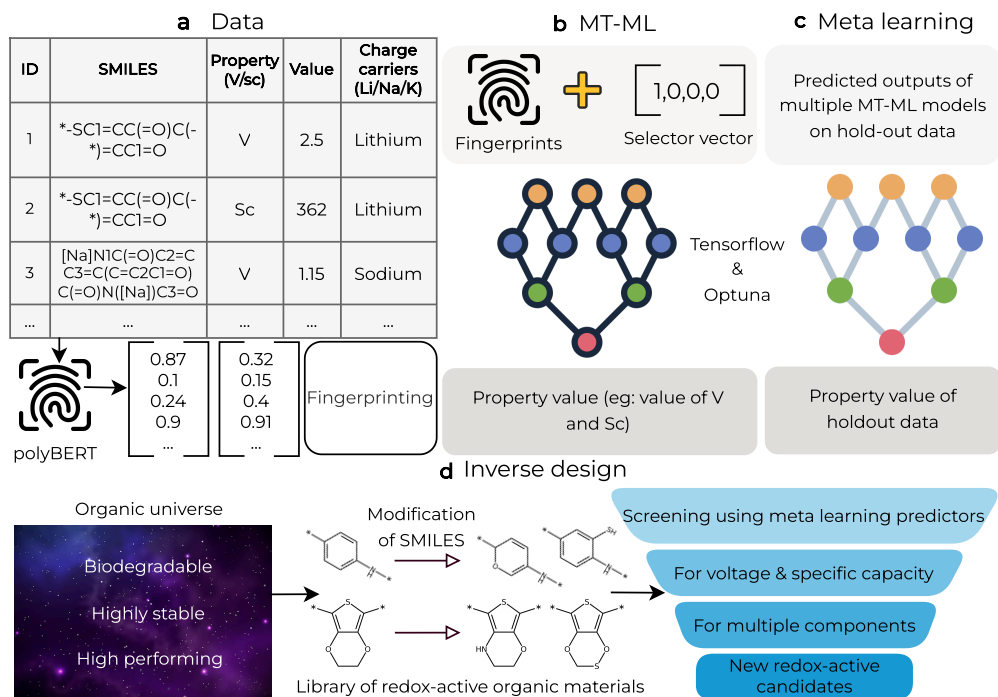 a Data
ID SMILES Property (V/sc) Value Charge carriers (Li/Na/K)
1 *-SC1=CC(=O)C(-*)=CC1=O V 2.5 Lithium
2 *-SC1=CC(=O)C(-*)=CC1=O Sc 362 Lithium
3 [Na]N1C(=O)C2=CC3=C(C=C2C1=O)C(=O)N([Na])C3=O V 1.15 Sodium
... ... ... ... ...
polyBERT
0.87
0.1
0.24
0.9
...
0.32
0.15
0.4
0.91
...
Fingerprinting
b MT-ML
Fingerprints
1,0,0,0
Selector vector
Tensorflow
&
Optuna
Property value (eg: value of V
and Sc)
c Meta learning
Predicted outputs of
multiple MT-ML models
on hold-out data
Property value of
holdout data
d Inverse design
Organic universe
Biodegradable
Highly stable
High performing
Modification
of SMILES
* * * O * * SH *
* S * O O
* S * HN O
* S * O O S
Library of redox-active organic materials
Screening using meta learning predictors
For voltage & specific capacity
For multiple components
New redox-active
candidates